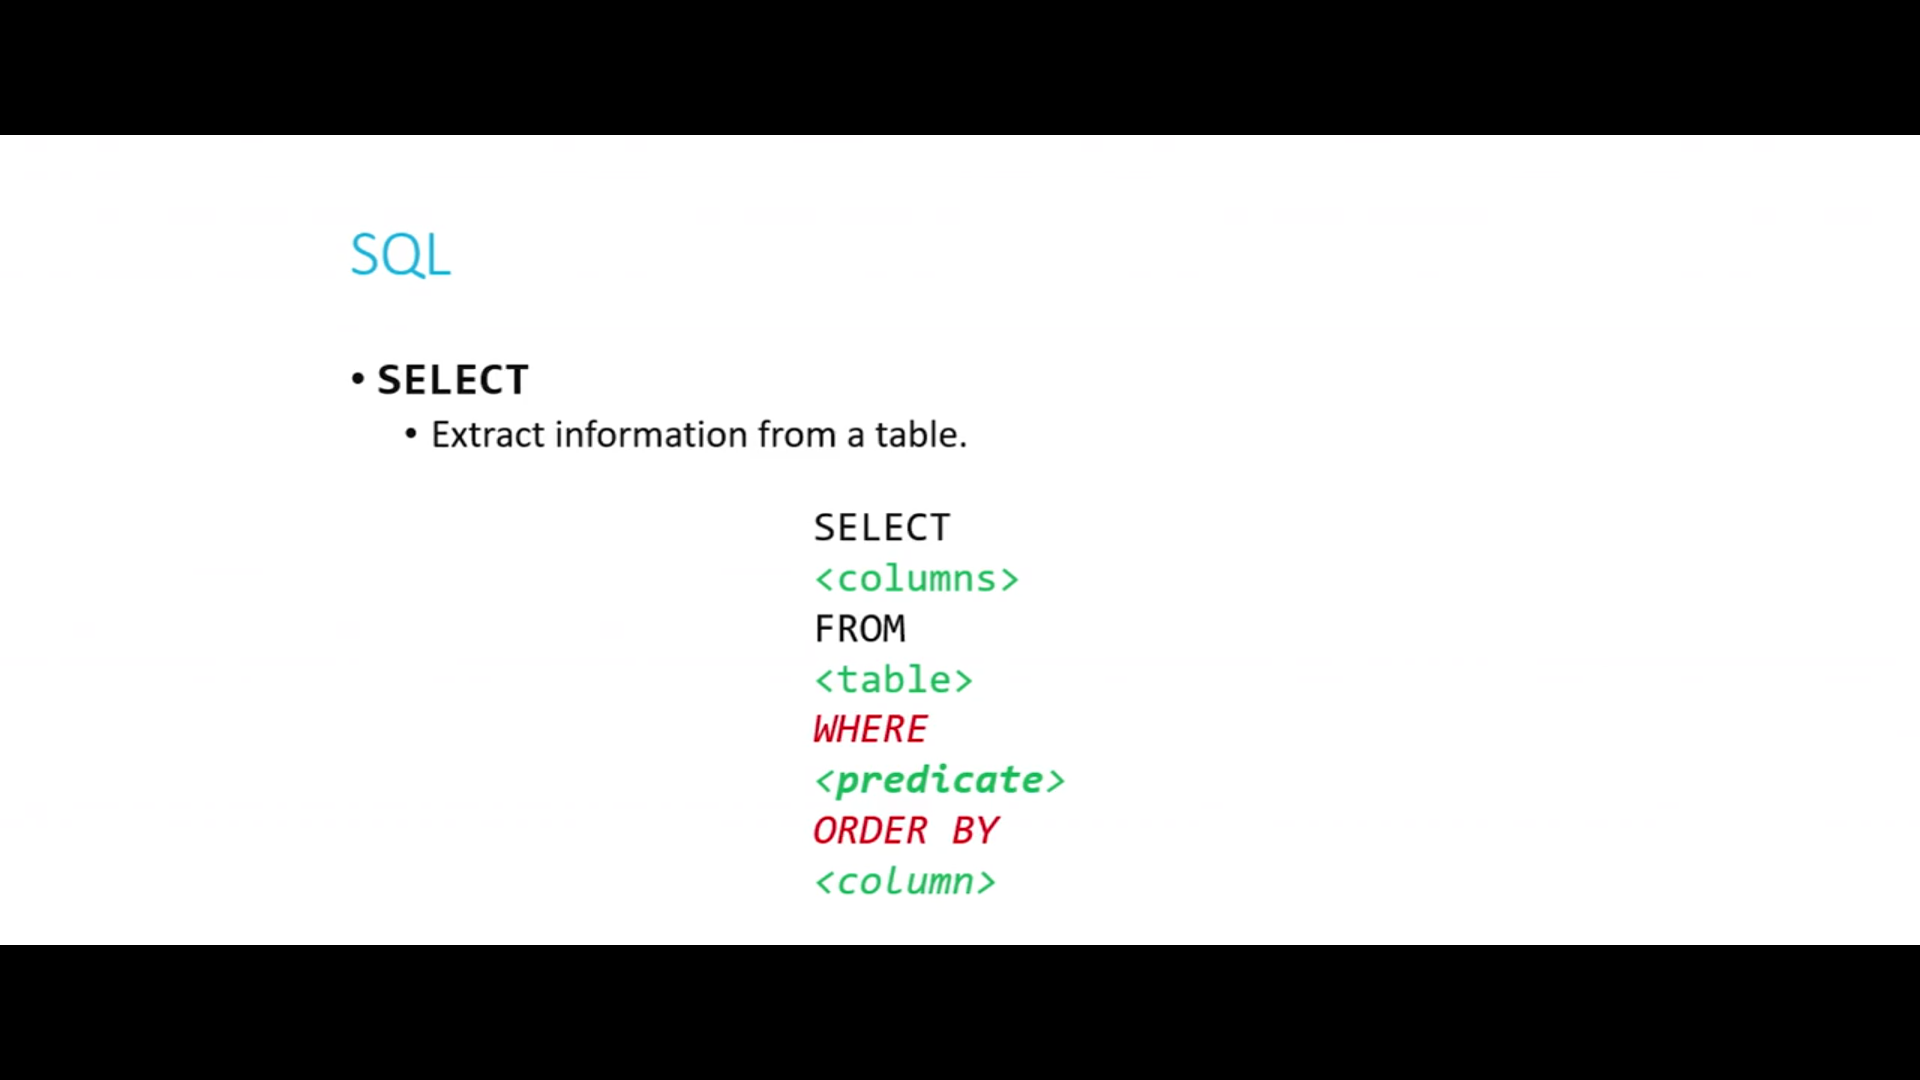 SQL
• SELECT
• Extract information from a table.
SELECT
<columns>
FROM
<table>
WHERE
<predicate>
ORDER BY
<column>